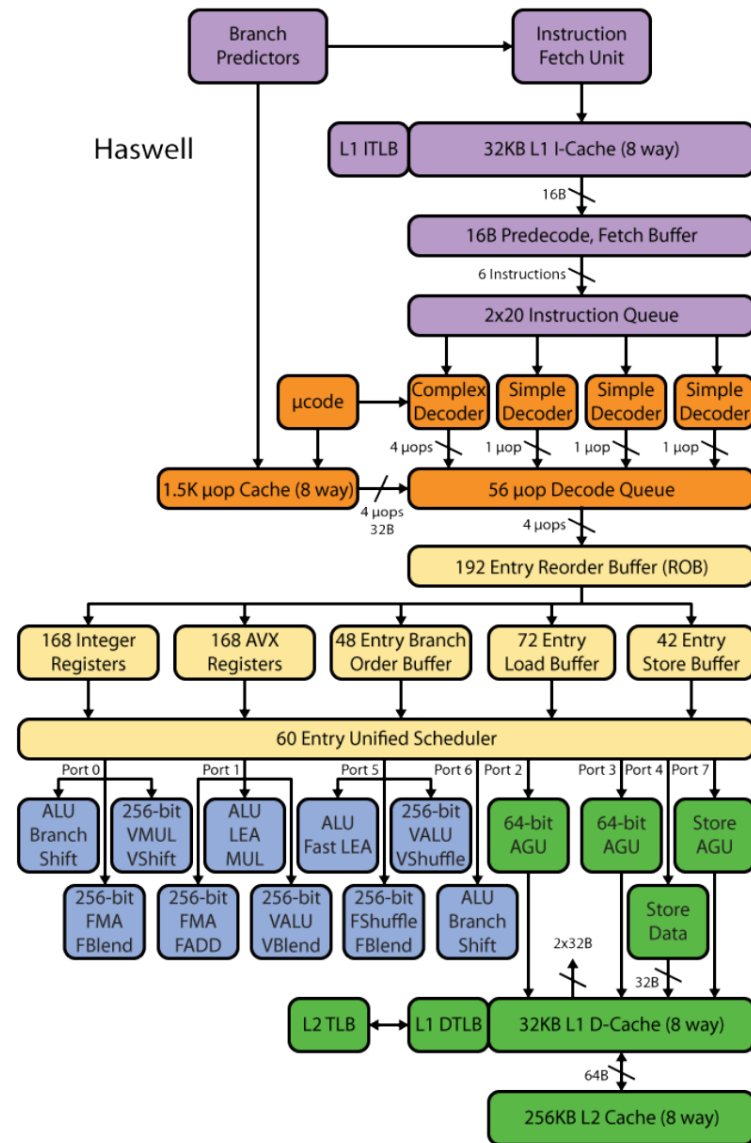 Branch
Predictors
Instruction
Fetch Unit
Haswell
L1 ITLB
32KB L1 I-Cache (8 way)
16B
16B Predecode, Fetch Buffer
6 Instructions
2x20 Instruction Queue
µcode
Complex
Decoder
Simple
Decoder
Simple
Decoder
Simple
Decoder
4 µops
1 µop
1 µop
1 µop
1.5K µop Cache (8 way)
4 µops
32B
56 µop Decode Queue
4 µops
192 Entry Reorder Buffer (ROB)
168 Integer
Registers
168 AVX
Registers
48 Entry Branch
Order Buffer
72 Entry
Load Buffer
42 Entry
Store Buffer
60 Entry Unified Scheduler
Port 0
Port 1
Port 5
Port 6
Port 2
Port 3
Port 4
Port 7
ALU
Branch
Shift
256-bit
VMUL
VShift
ALU
LEA
MUL
ALU
Fast LEA
256-bit
VALU
VShuffle
64-bit
AGU
64-bit
AGU
Store
AGU
256-bit
FMA
FBlend
256-bit
FMA
FADD
256-bit
VALU
VBlend
256-bit
FShuffle
FBlend
ALU
Branch
Shift
Store
Data
2x32B
32B
L2 TLB
L1 DTLB
32KB L1 D-Cache (8 way)
64B
256KB L2 Cache (8 way)